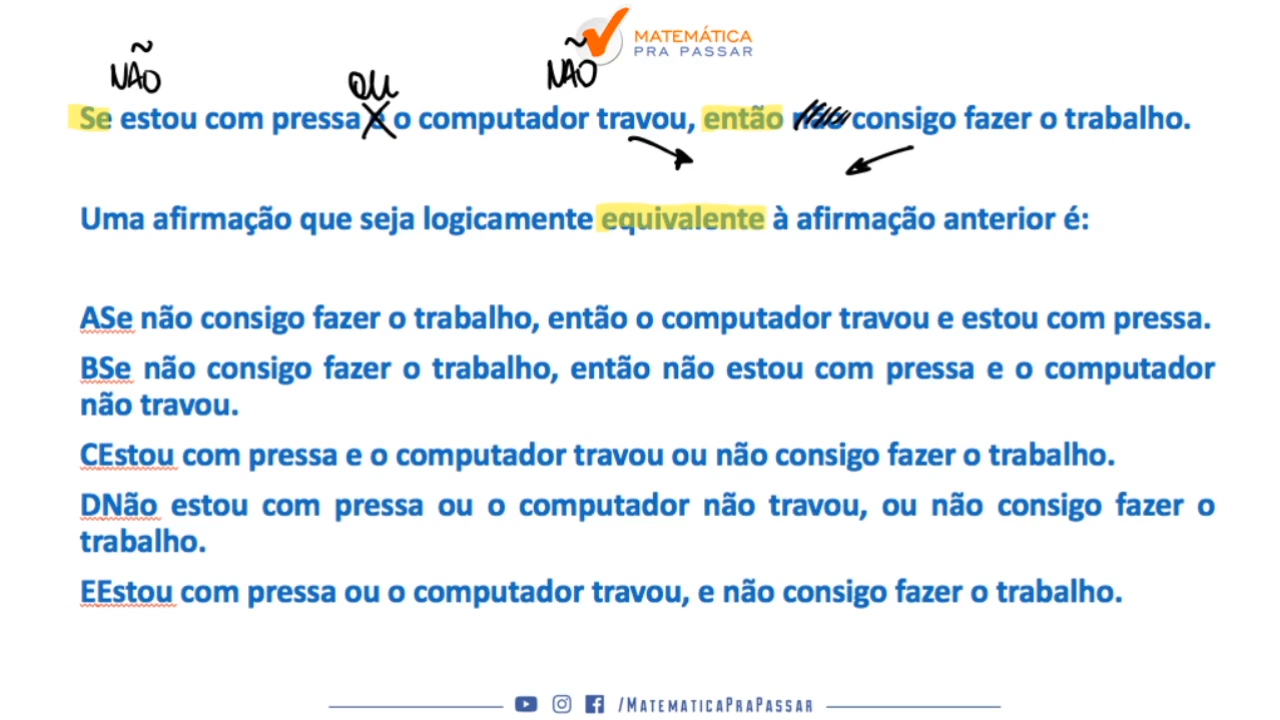 MATEMÁTICA
PRA PASSAR
NÃO OU NÃO
Se estou com pressa e o computador travou, então não consigo fazer o trabalho.
Uma afirmação que seja logicamente equivalente à afirmação anterior é:
ASe não consigo fazer o trabalho, então o computador travou e estou com pressa.
BSe não consigo fazer o trabalho, então não estou com pressa e o computador
não travou.
CEstou com pressa e o computador travou ou não consigo fazer o trabalho.
DNão estou com pressa ou o computador não travou, ou não consigo fazer o
trabalho.
EEstou com pressa ou o computador travou, e não consigo fazer o trabalho.
/MATEMATICAPRAPASSAR